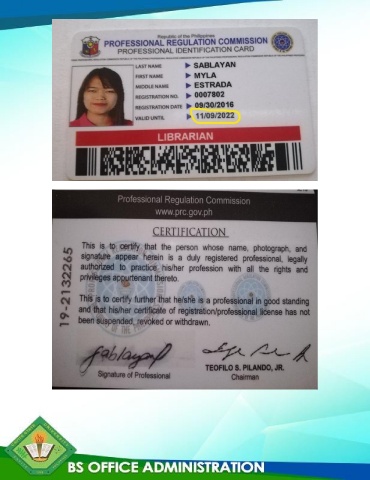 Republic of the Philippines
PROFESSIONAL REGULATION COMMISSION
PROFESSIONAL IDENTIFICATION CARD
LAST NAME ▶ SABLAYAN
FIRST NAME ▶ MYLA
MIDDLE NAME ▶ ESTRADA
REGISTRATION NO. ▶ 0007802
REGISTRATION DATE ▶ 09/30/2016
VALID UNTIL ▶ 11/09/2022
LIBRARIAN
Professional Regulation Commission
www.prc.gov.ph
CERTIFICATION
This is to certify that the person whose name, photograph, and
signature appear herein is a duly registered professional, legally
authorized to practice his/her profession with all the rights and
privileges appurtenant thereto.
This is to certify further that he/she is a professional in good standing
and that his/her certificate of registration/professional license has
not been suspended, revoked or withdrawn.
19-2132265
Signature of Professional
TEOFILO S. PILANDO, JR.
Chairman
BS OFFICE ADMINISTRATION